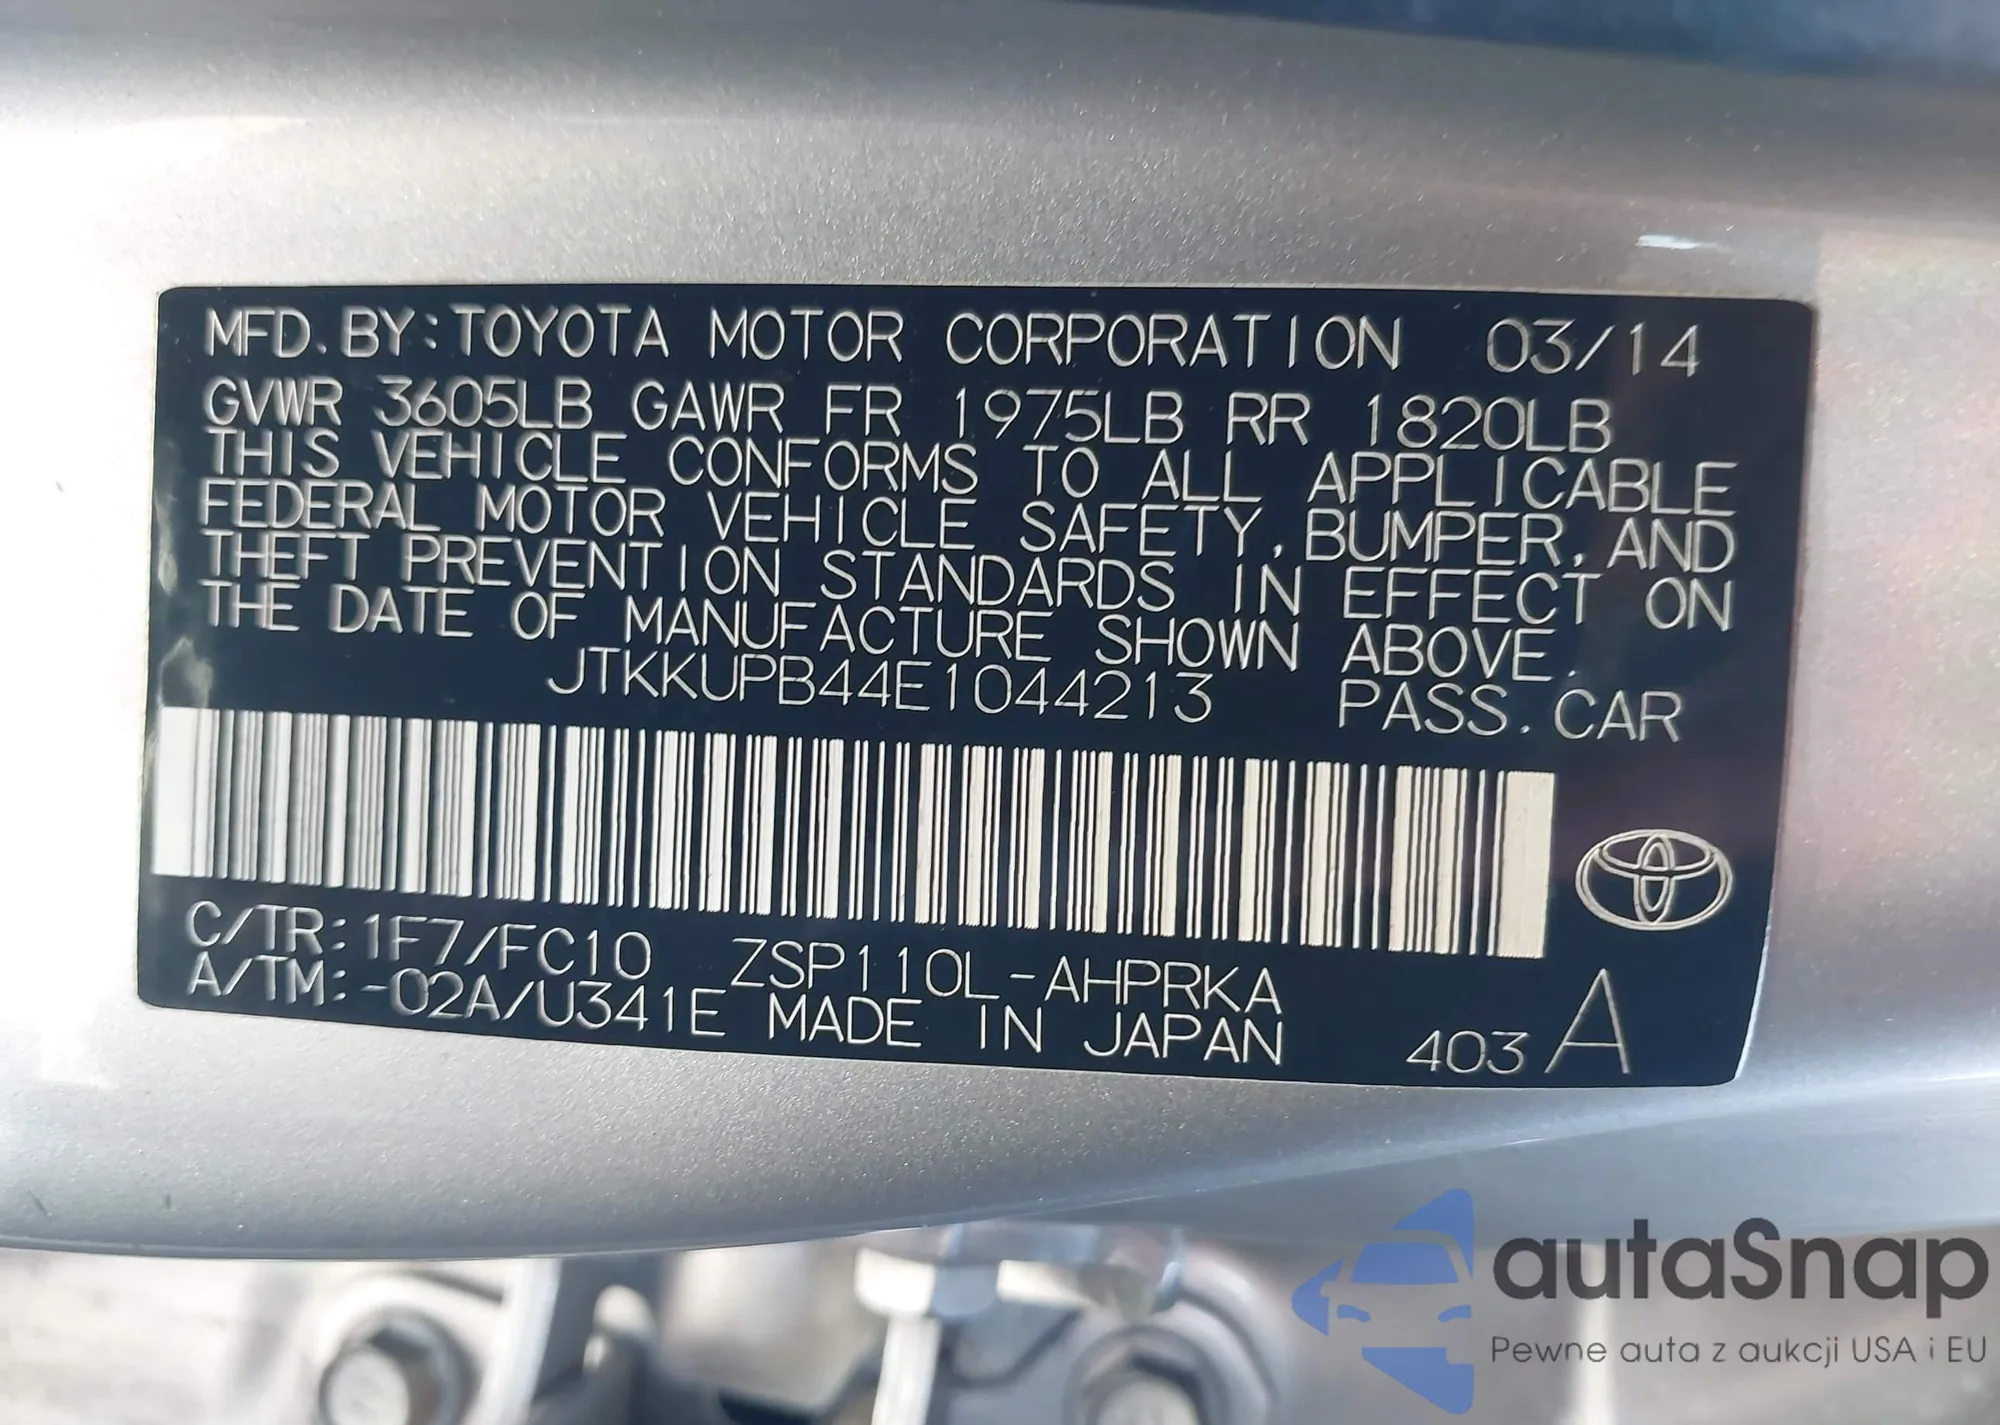 MFD. BY: TOYOTA MOTOR CORPORATION 03/14
GVWR 3605LB GAWR FR 1975LB RR 1820LB
THIS VEHICLE CONFORMS TO ALL APPLICABLE
FEDERAL MOTOR VEHICLE SAFETY, BUMPER, AND
THEFT PREVENTION STANDARDS IN EFFECT ON
THE DATE OF MANUFACTURE SHOWN ABOVE.
JTKKUPB44E1044213 PASS. CAR
C/TR: 1F7/FC10 ZSP110L-AHPRKA
A/TM: -02A/U341E MADE IN JAPAN 403 A
autaSnap
Pewne auta z aukcji USA i EU